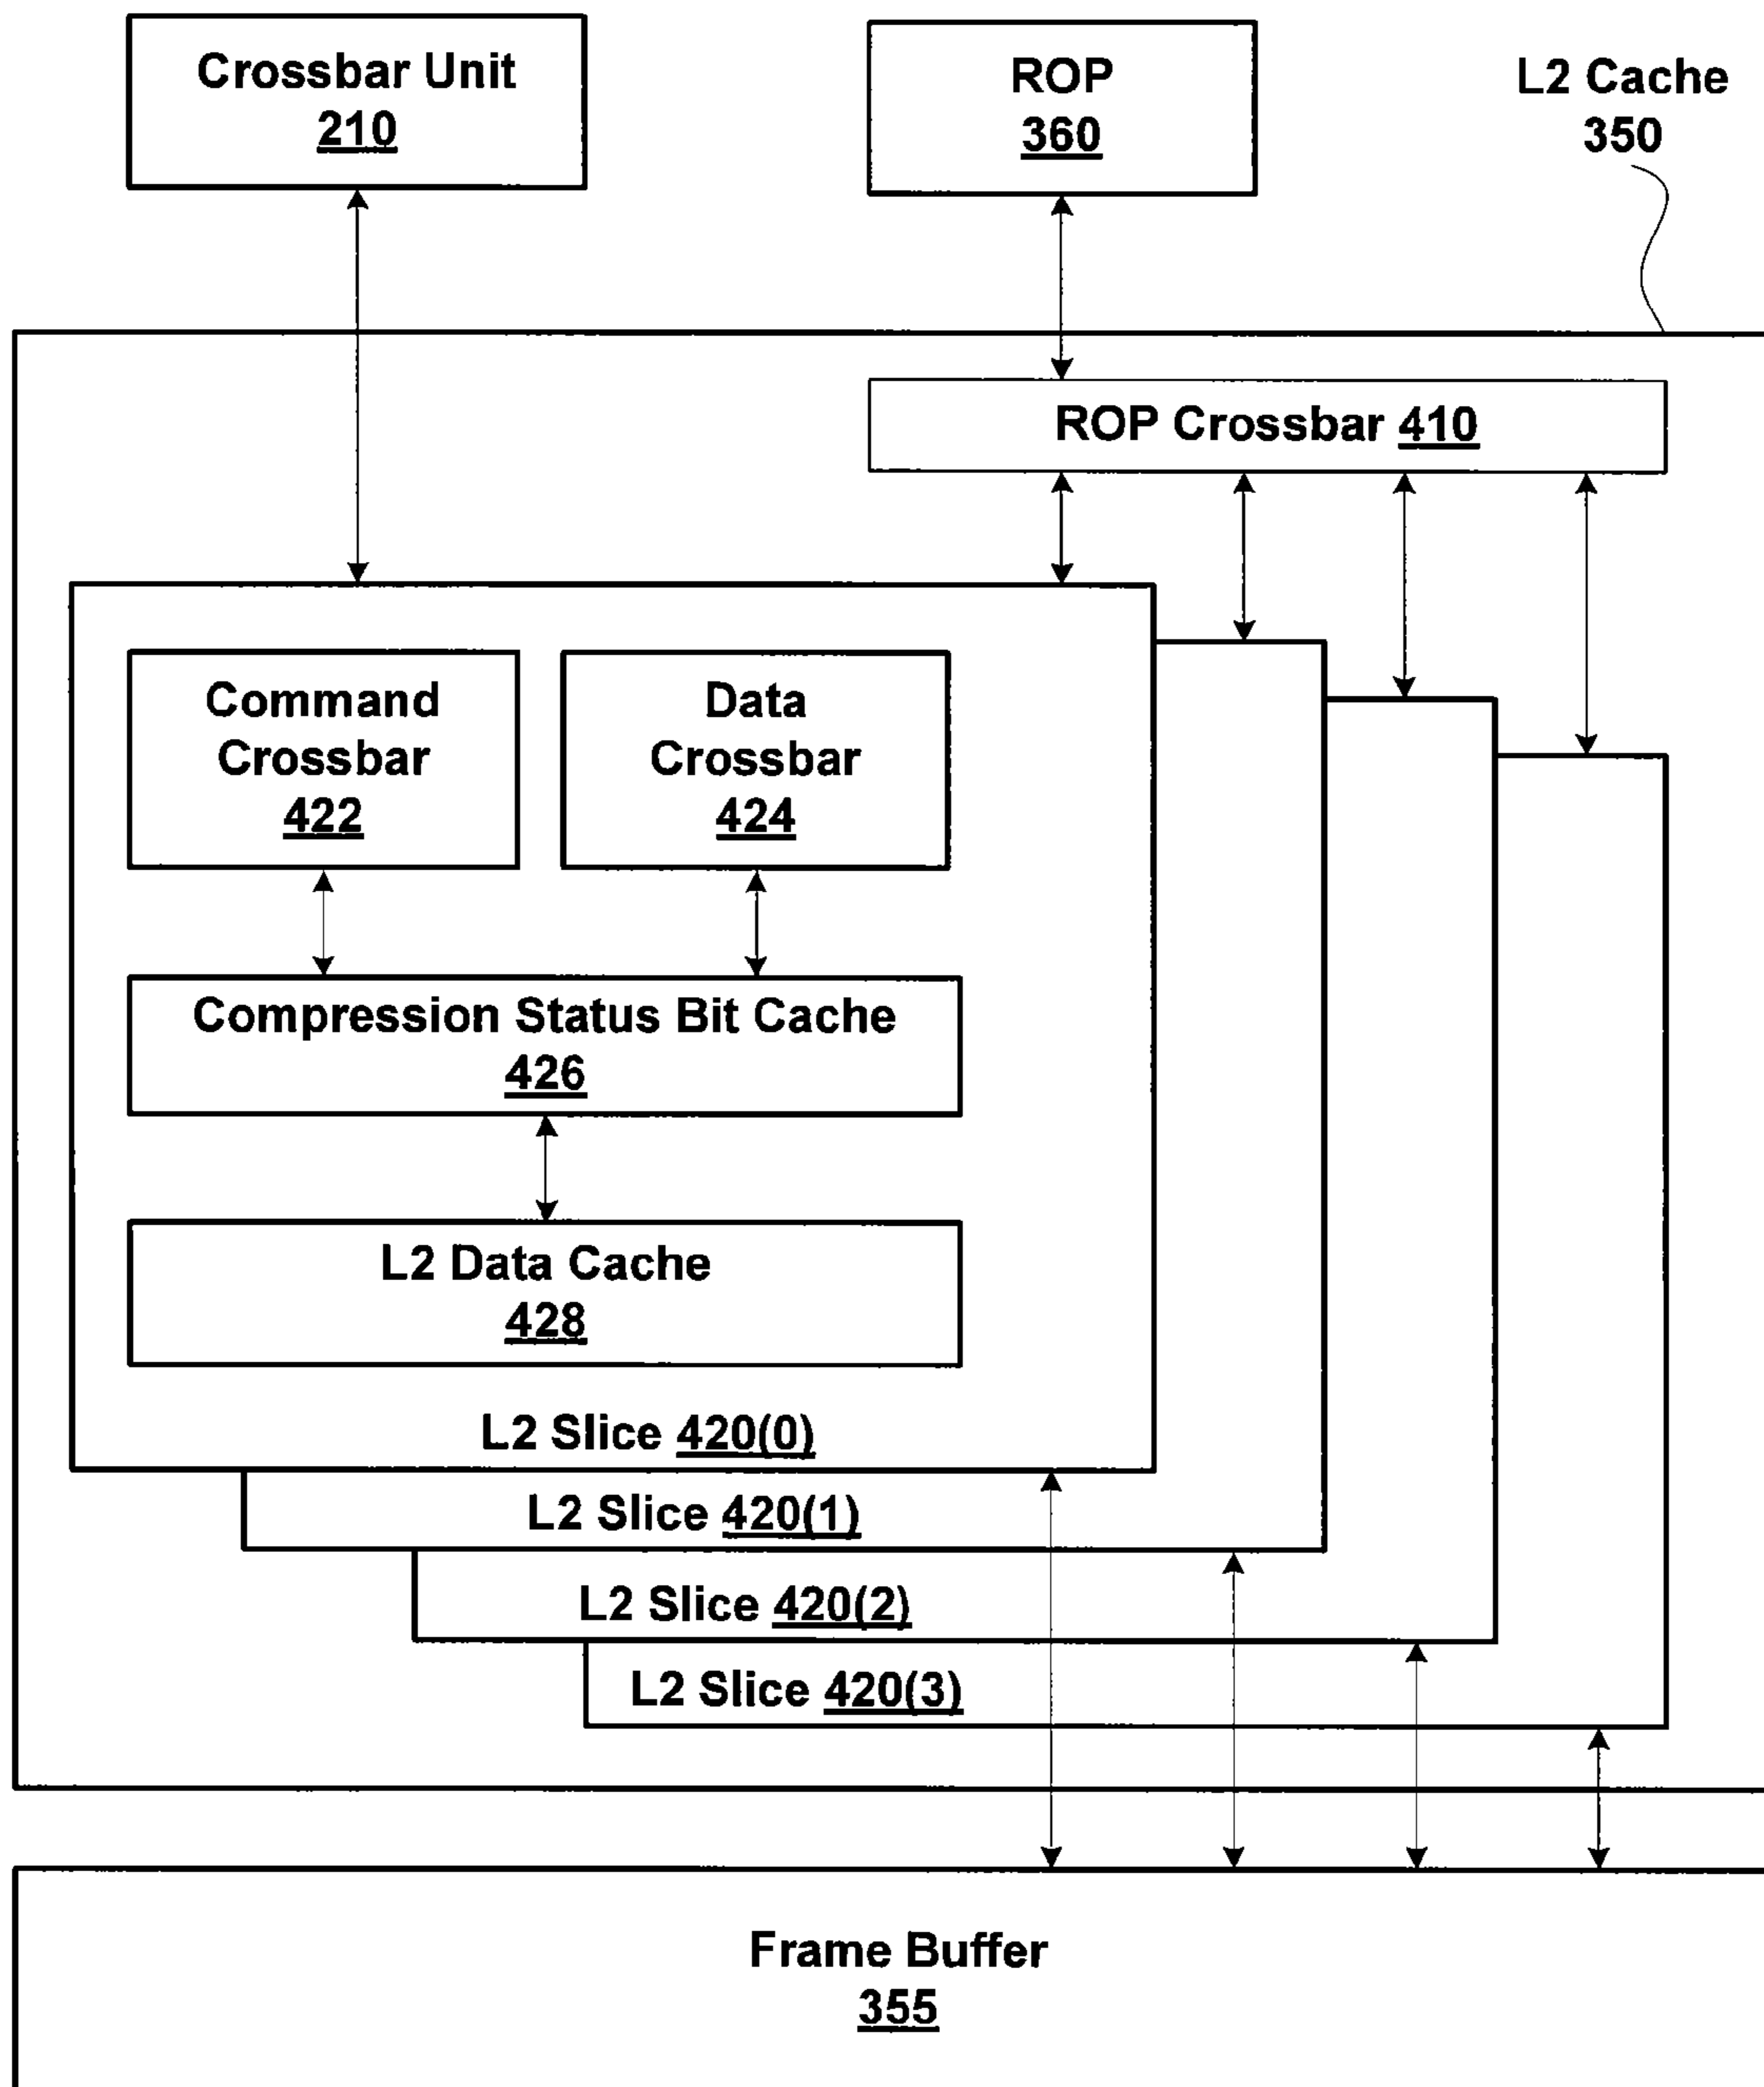 Crossbar Unit
210
ROP
360
L2 Cache
350
ROP Crossbar 410
Command
Crossbar
422
Data
Crossbar
424
Compression Status Bit Cache
426
L2 Data Cache
428
L2 Slice 420(0)
L2 Slice 420(1)
L2 Slice 420(2)
L2 Slice 420(3)
Frame Buffer
355